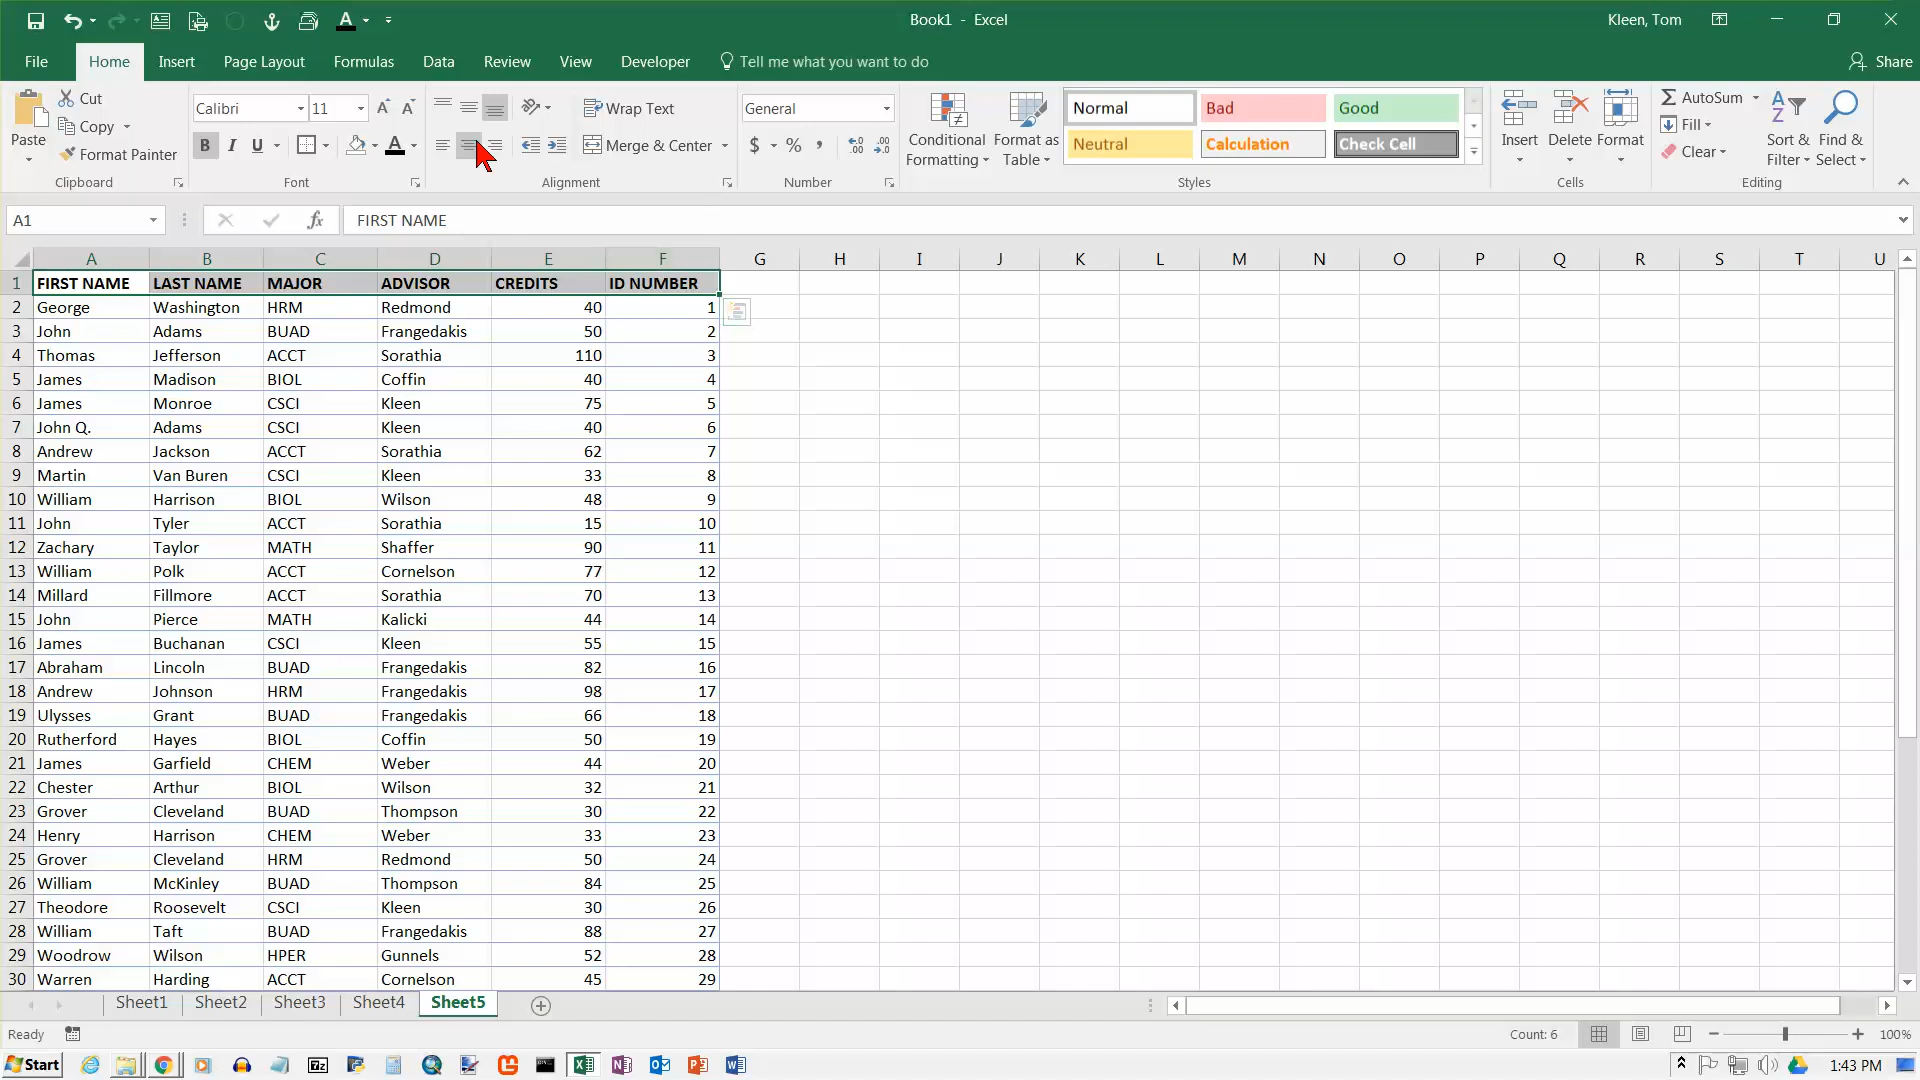 Book1 - Excel
Kleen, Tom
File Home Insert Page Layout Formulas Data Review View Developer Tell me what you want to do Share
Paste
Cut
Copy
Format Painter
Clipboard
Calibri 11
B I U
Font
Wrap Text
Merge & Center
Alignment
General
$ % ,
Number
Conditional Formatting
Format as Table
Normal Bad Good
Neutral Calculation Check Cell
Styles
Insert Delete Format
Cells
AutoSum
Fill
Clear
Sort & Filter
Find & Select
Editing
A1 fx FIRST NAME
A B C D E F G H I J K L M N O P Q R S T U
1 FIRST NAME LAST NAME MAJOR ADVISOR CREDITS ID NUMBER
2 George Washington HRM Redmond 40 1
3 John Adams BUAD Frangedakis 50 2
4 Thomas Jefferson ACCT Sorathia 110 3
5 James Madison BIOL Coffin 40 4
6 James Monroe CSCI Kleen 75 5
7 John Q. Adams CSCI Kleen 40 6
8 Andrew Jackson ACCT Sorathia 62 7
9 Martin Van Buren CSCI Kleen 33 8
10 William Harrison BIOL Wilson 48 9
11 John Tyler ACCT Sorathia 15 10
12 Zachary Taylor MATH Shaffer 90 11
13 William Polk ACCT Cornelson 77 12
14 Millard Fillmore ACCT Sorathia 70 13
15 John Pierce MATH Kalicki 44 14
16 James Buchanan CSCI Kleen 55 15
17 Abraham Lincoln BUAD Frangedakis 82 16
18 Andrew Johnson HRM Frangedakis 98 17
19 Ulysses Grant BUAD Frangedakis 66 18
20 Rutherford Hayes BIOL Coffin 50 19
21 James Garfield CHEM Weber 44 20
22 Chester Arthur BIOL Wilson 32 21
23 Grover Cleveland BUAD Thompson 30 22
24 Henry Harrison CHEM Weber 33 23
25 Grover Cleveland HRM Redmond 50 24
26 William McKinley BUAD Thompson 84 25
27 Theodore Roosevelt CSCI Kleen 30 26
28 William Taft BUAD Frangedakis 88 27
29 Woodrow Wilson HPER Gunnels 52 28
30 Warren Harding ACCT Cornelson 45 29
Sheet1 Sheet2 Sheet3 Sheet4 Sheet5
Ready Count: 6 100%
Start 1:43 PM